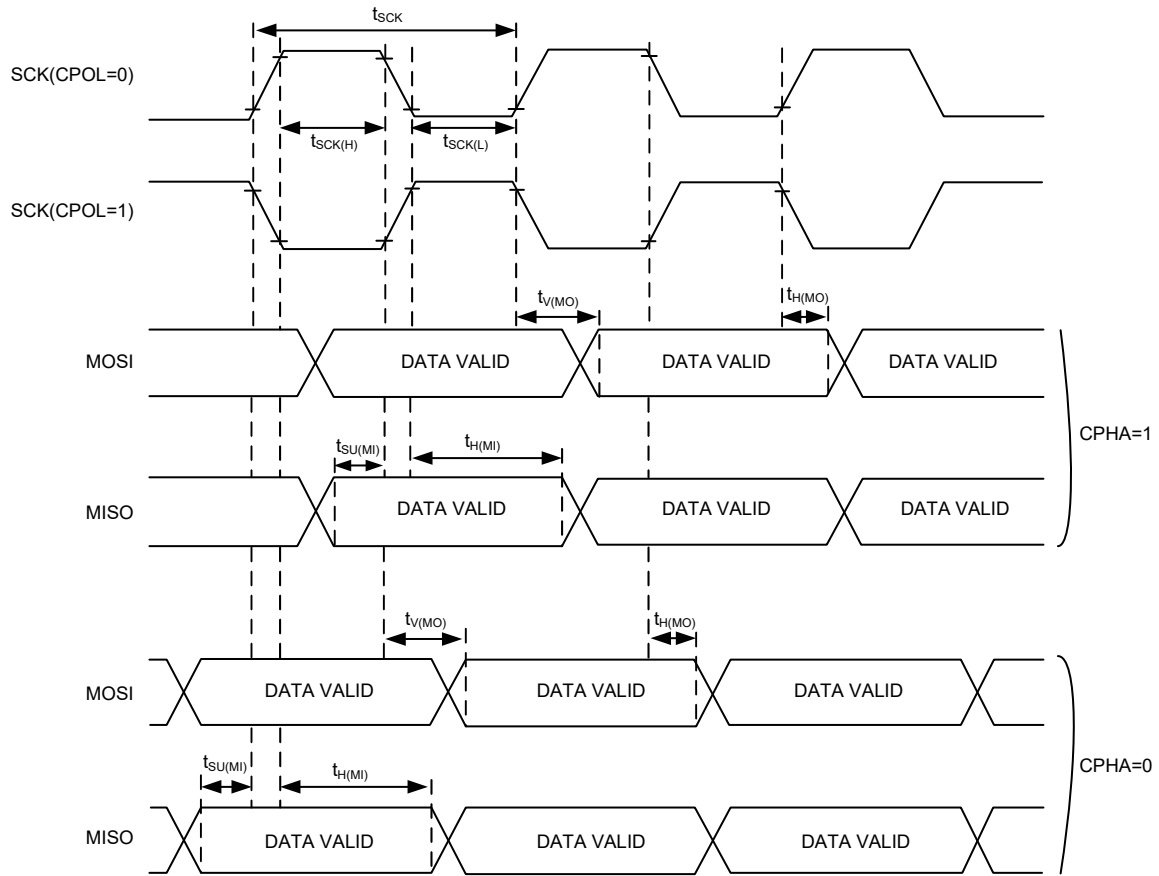 tSCK
SCK(CPOL=0)
tSCK(H)
tSCK(L)
SCK(CPOL=1)
tV(MO)
tH(MO)
MOSI
DATA VALID
DATA VALID
DATA VALID
CPHA=1
tSU(MI)
tH(MI)
MISO
DATA VALID
DATA VALID
DATA VALID
tV(MO)
tH(MO)
MOSI
DATA VALID
DATA VALID
DATA VALID
CPHA=0
tSU(MI)
tH(MI)
MISO
DATA VALID
DATA VALID
DATA VALID